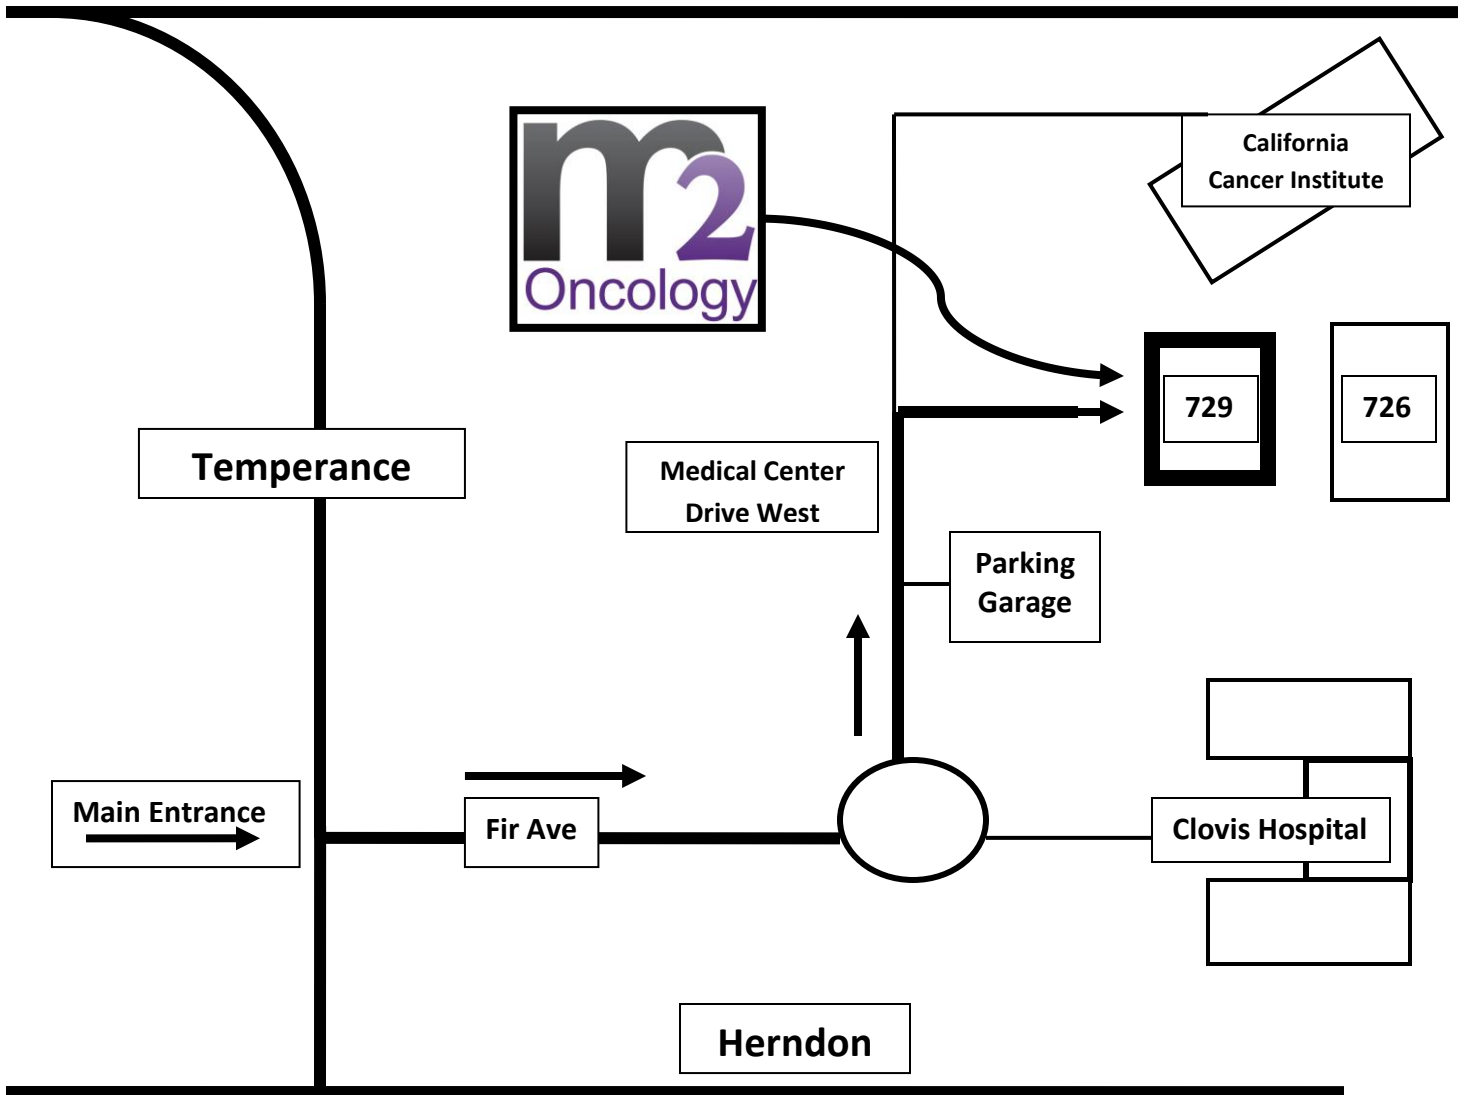 California
Cancer Institute
m2
Oncology
729
726
Temperance
Medical Center
Drive West
Parking
Garage
Main Entrance
Fir Ave
Clovis Hospital
Herndon